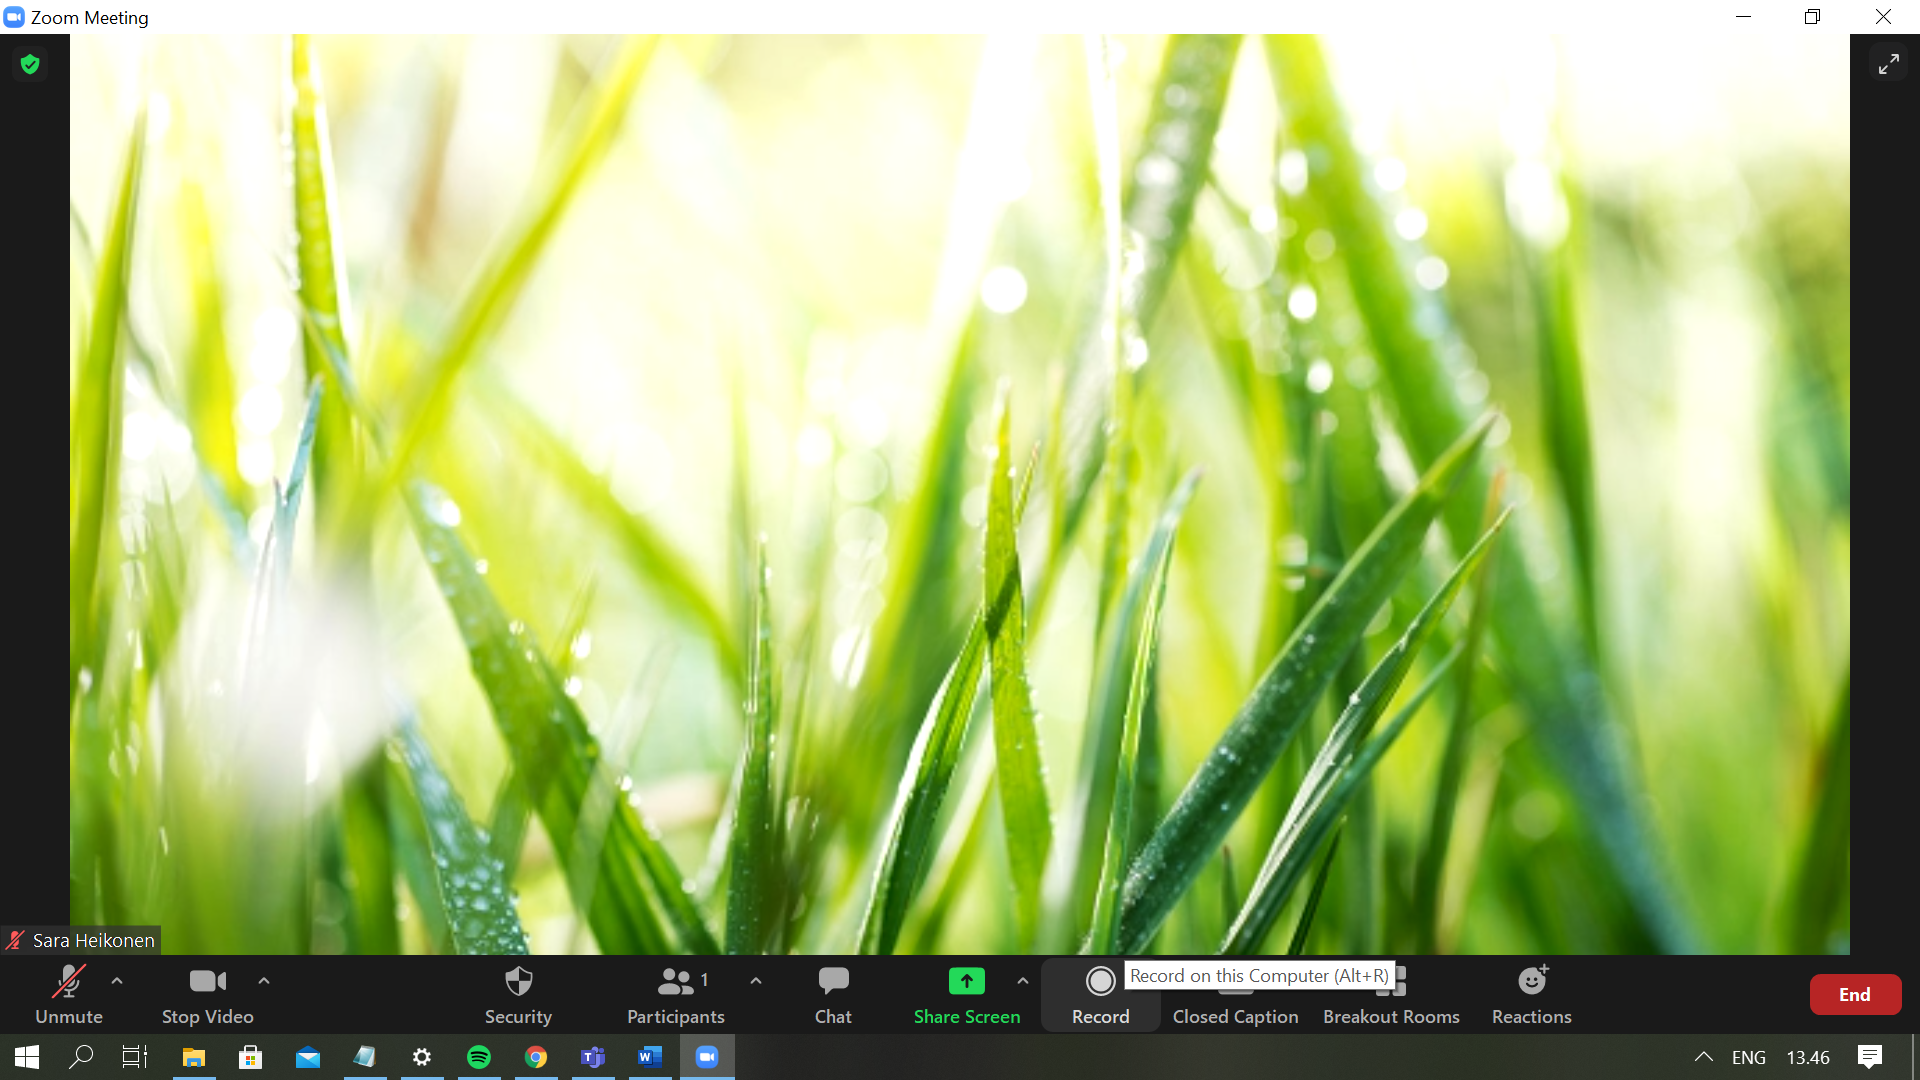 Zoom Meeting
Sara Heikonen
1
Record on this Computer (Alt+R)
Unmute
Stop Video
Security
Participants
Chat
Share Screen
Record
Closed Caption
Breakout Rooms
Reactions
End
ENG
13.46